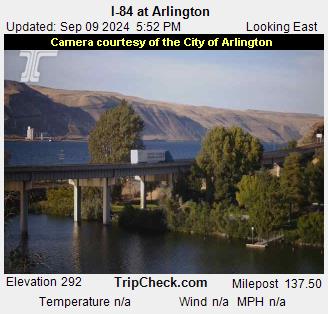 I-84 at Arlington
Updated: Sep 09 2024 5:52 PM Looking East
Camera courtesy of the City of Arlington
Elevation 292 TripCheck.com Milepost 137.50
Temperature n/a Wind n/a MPH n/a